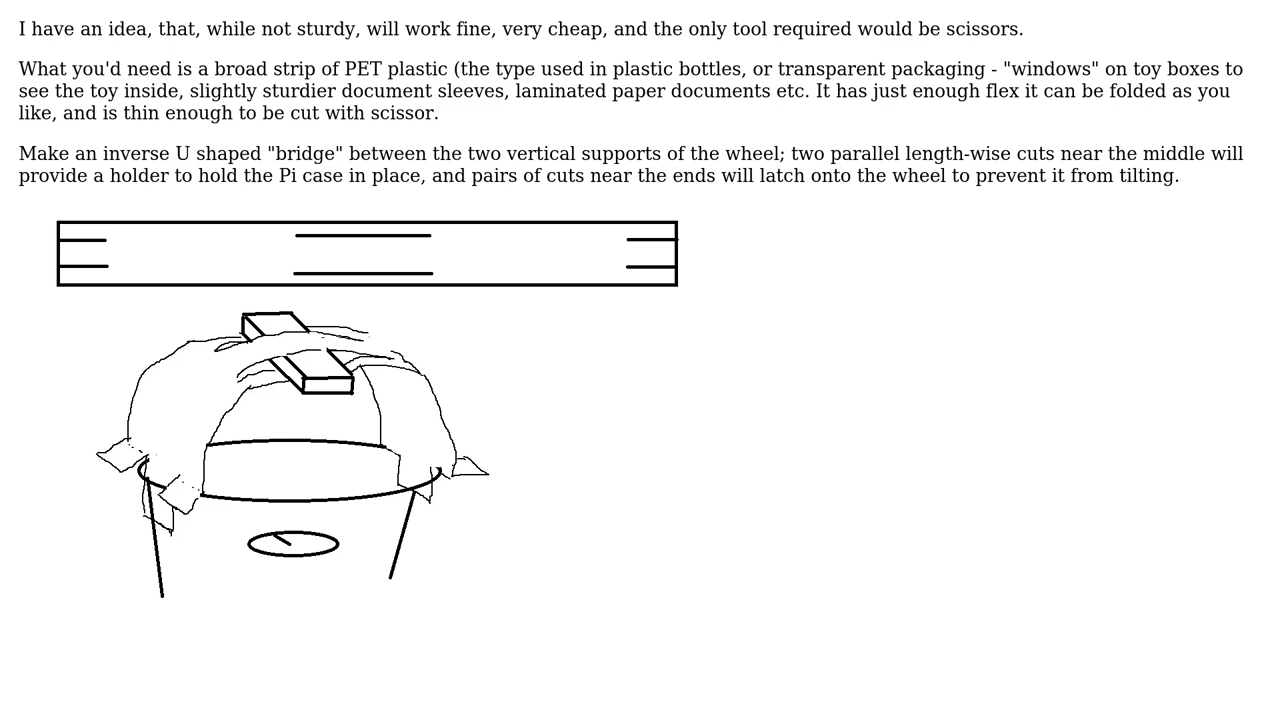 I have an idea, that, while not sturdy, will work fine, very cheap, and the only tool required would be scissors.
What you'd need is a broad strip of PET plastic (the type used in plastic bottles, or transparent packaging - "windows" on toy boxes to
see the toy inside, slightly sturdier document sleeves, laminated paper documents etc. It has just enough flex it can be folded as you
like, and is thin enough to be cut with scissor.
Make an inverse U shaped "bridge" between the two vertical supports of the wheel; two parallel length-wise cuts near the middle will
provide a holder to hold the Pi case in place, and pairs of cuts near the ends will latch onto the wheel to prevent it from tilting.